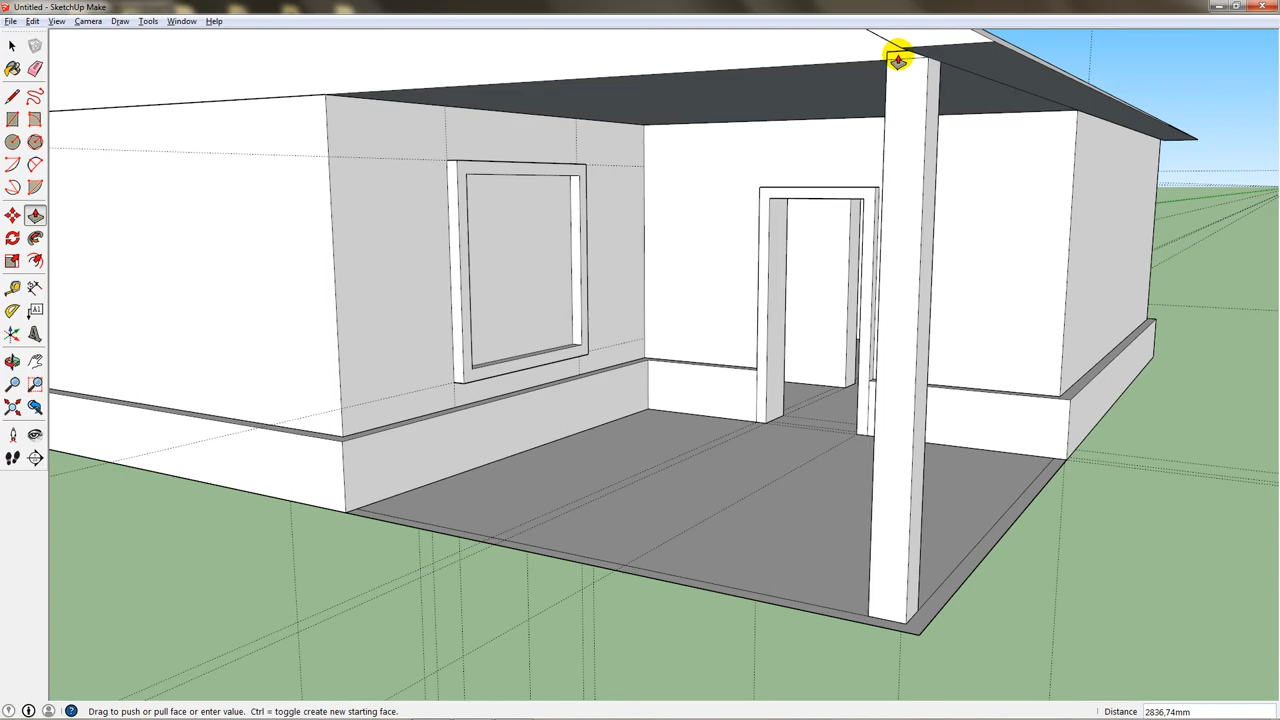 Untitled - SketchUp Make
File Edit View Camera Draw Tools Window Help
A1
Drag to push or pull face or enter value. Ctrl = toggle create new starting face.
Distance 2836,74mm